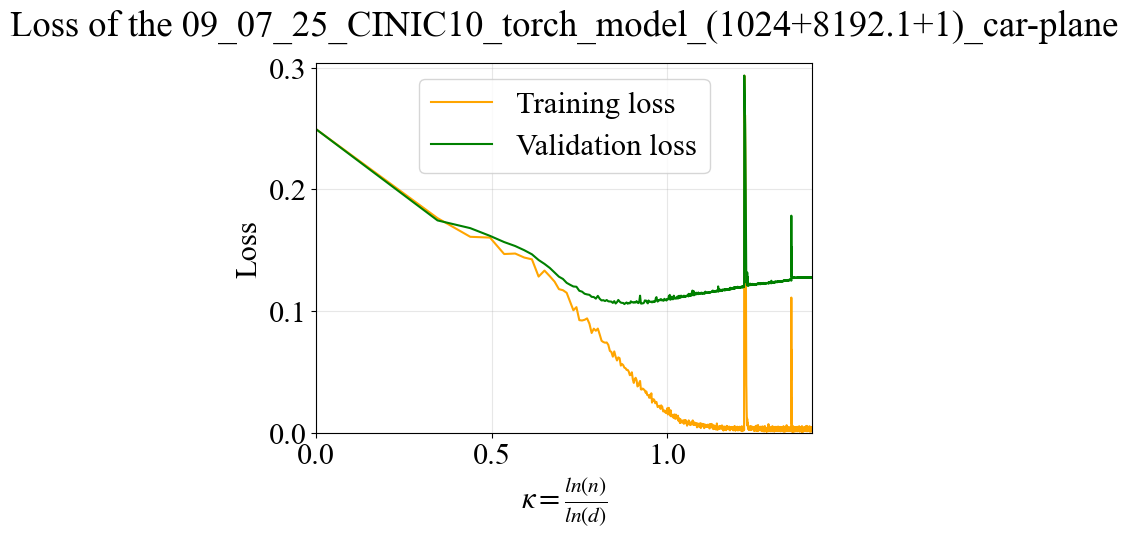 Loss of the 09_07_25_CINIC10_torch_model_(1024+8192.1+1)_car-plane
0.3
0.2
0.1
0.0
Loss
Training loss
Validation loss
0.0 0.5 1.0
κ = ln(n)/ln(d)